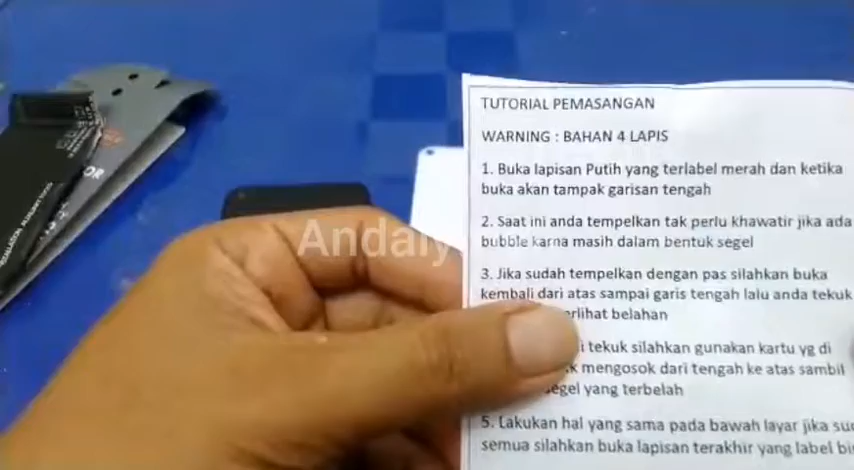 TUTORIAL PEMASANGAN
WARNING : BAHAN 4 LAPIS
1. Buka lapisan Putih yang terlabel merah dan ketika
buka akan tampak garisan tengah
2. Saat ini anda tempelkan tak perlu khawatir jika ada
bubble karna masih dalam bentuk segel
3. Jika sudah tempelkan dengan pas silahkan buka
kembali dari atas sampai garis tengah lalu anda tekuk
terlihat belahan
tekuk silahkan gunakan kartu yg di
mengosok dari tengah ke atas sambil
segel yang terbelah
5. Lakukan hal yang sama pada bawah layar jika
semua silahkan buka lapisan terakhir yang label
Andalyo